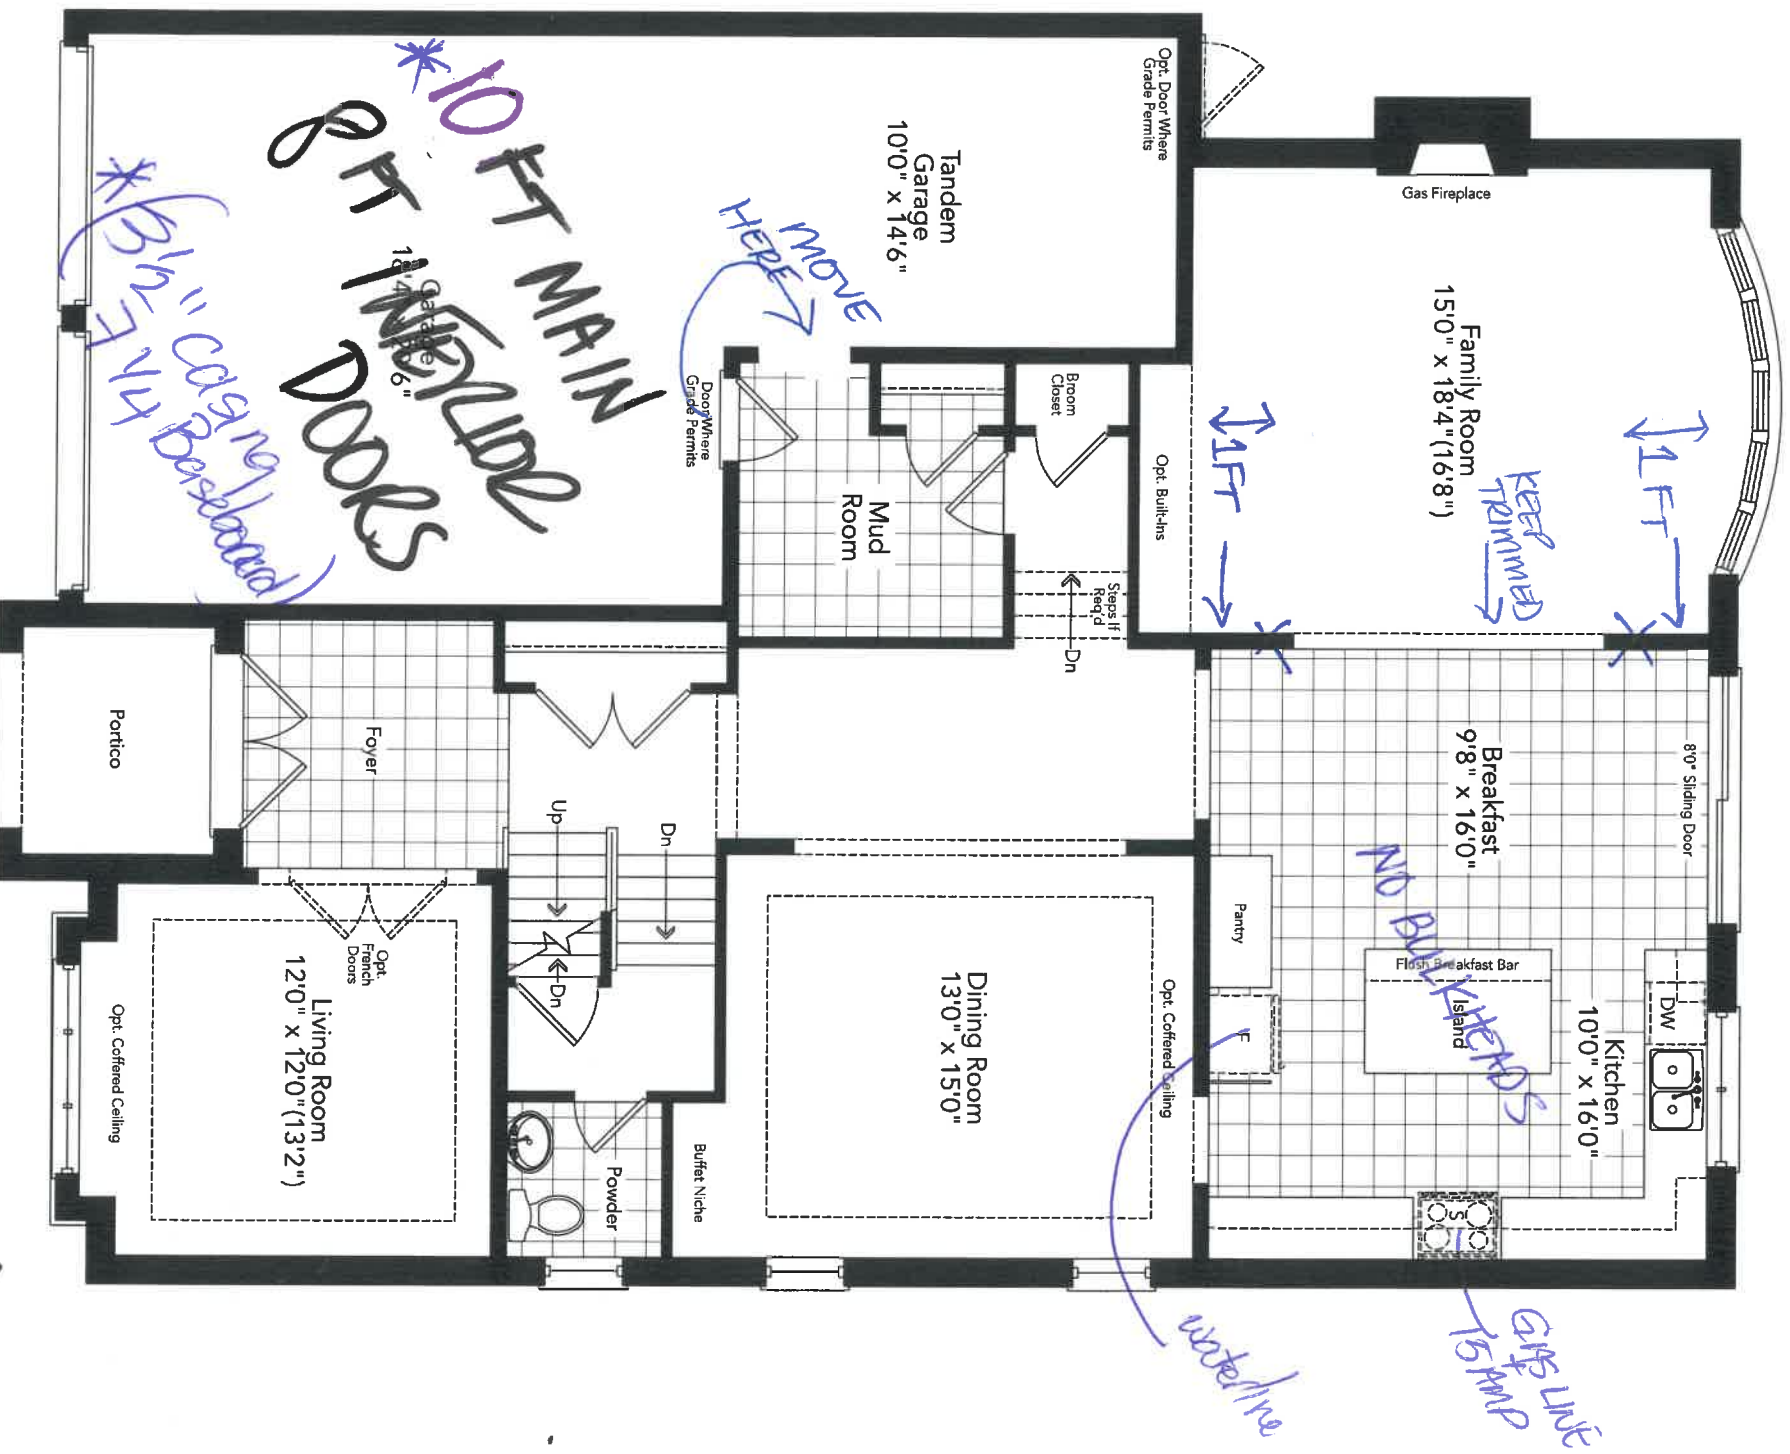 Opt. Door Where
Grade Permits
Tandem
Garage
10'0" x 14'6"
*10 FT MAIN
8 FT INTERIOR
DOORS
Garage
* 3 1/2" casing
7 1/4 Baseboard
MOVE
HERE
Door Where
Grade Permits
Mud
Room
Broom
Closet
Steps If
Req'd
Dn
Opt. Built-Ins
Gas Fireplace
Family Room
15'0" x 18'4"(16'8")
1FT
1FT
KEEP
TRIMMED
8'0" Sliding Door
Breakfast
9'8" x 16'0"
NO BULKHEADS
Flush Breakfast Bar
Island
Kitchen
10'0" x 16'0"
DW
Pantry
F
S
waterline
GAS LINE
+
15 AMP
Opt. Coffered Ceiling
Dining Room
13'0" x 15'0"
Buffet Niche
Powder
Up
Dn
Dn
Foyer
Portico
Opt.
French
Doors
Living Room
12'0" x 12'0"(13'2")
Opt. Coffered Ceiling